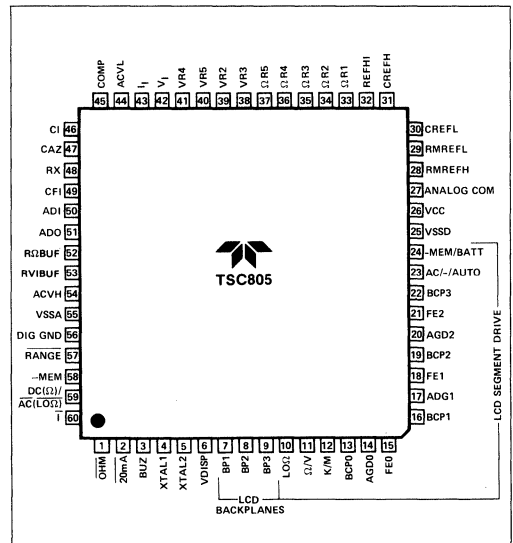 COMP
ACVL
I_I
V_I
VR4
VR5
VR2
VR3
ΩR5
ΩR4
ΩR3
ΩR2
ΩR1
REFHI
CREFH
45 44 43 42 41 40 39 38 37 36 35 34 33 32 31
CI 46
CAZ 47
RX 48
CFI 49
ADI 50
ADO 51
RΩBUF 52
RVIBUF 53
ACVH 54
VSSA 55
DIG GND 56
RANGE 57
–MEM 58
DC(Ω)/
AC(LOΩ) 59
I 60
TSC805
30 CREFL
29 RMREFL
28 RMREFH
27 ANALOG COM
26 VCC
25 VSSD
24 –MEM/BATT
23 AC/–/AUTO
22 BCP3
21 FE2
20 AGD2
19 BCP2
18 FE1
17 ADG1
16 BCP1
LCD SEGMENT DRIVE
1 2 3 4 5 6 7 8 9 10 11 12 13 14 15
OHM
20mA
BUZ
XTAL1
XTAL2
VDISP
BP1
BP2
BP3
LOΩ
Ω/V
K/M
BCP0
AGD0
FE0
LCD
BACKPLANES